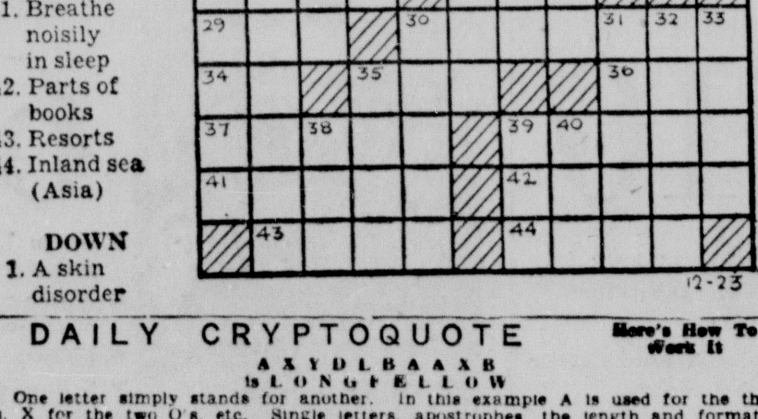 1. Breathe
noisily
in sleep
2. Parts of
books
3. Resorts
4. Inland sea
(Asia)
DOWN
1. A skin
disorder
29 30 31 32 33
34 35 36
37 38 39 40
41 42
43 44
12-23
DAILY CRYPTOQUOTE
Here's How To
Work It
A X Y D L B A A X R
is L O N G F E L L O W
One letter simply stands for another. In this example A is used for the th
X for the two O's, etc. Single letters, apostrophes, the length and format